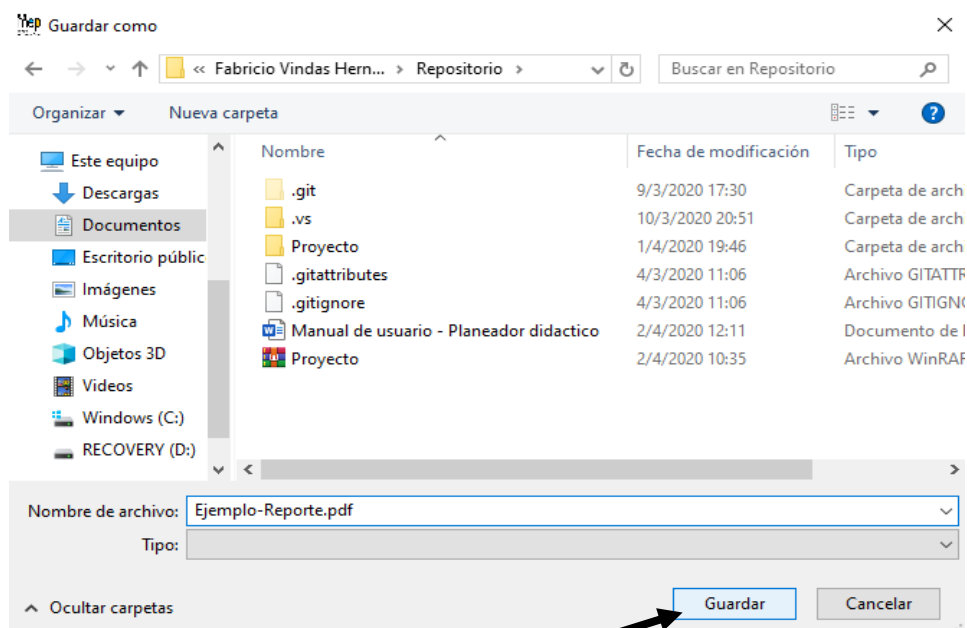 Mep Guardar como
« Fabricio Vindas Hern... > Repositorio > Buscar en Repositorio
Organizar Nueva carpeta ?
Nombre Fecha de modificación Tipo
Este equipo
Descargas
Documentos
Escritorio públic
Imágenes
Música
Objetos 3D
Videos
Windows (C:)
RECOVERY (D:)
.git 9/3/2020 17:30 Carpeta de arch
.vs 10/3/2020 20:51 Carpeta de arch
Proyecto 1/4/2020 19:46 Carpeta de arch
.gitattributes 4/3/2020 11:06 Archivo GITATTR
.gitignore 4/3/2020 11:06 Archivo GITIGNO
Manual de usuario - Planeador didactico 2/4/2020 12:11 Documento de
Proyecto 2/4/2020 10:35 Archivo WinRAR
Nombre de archivo: Ejemplo-Reporte.pdf
Tipo:
Ocultar carpetas Guardar Cancelar